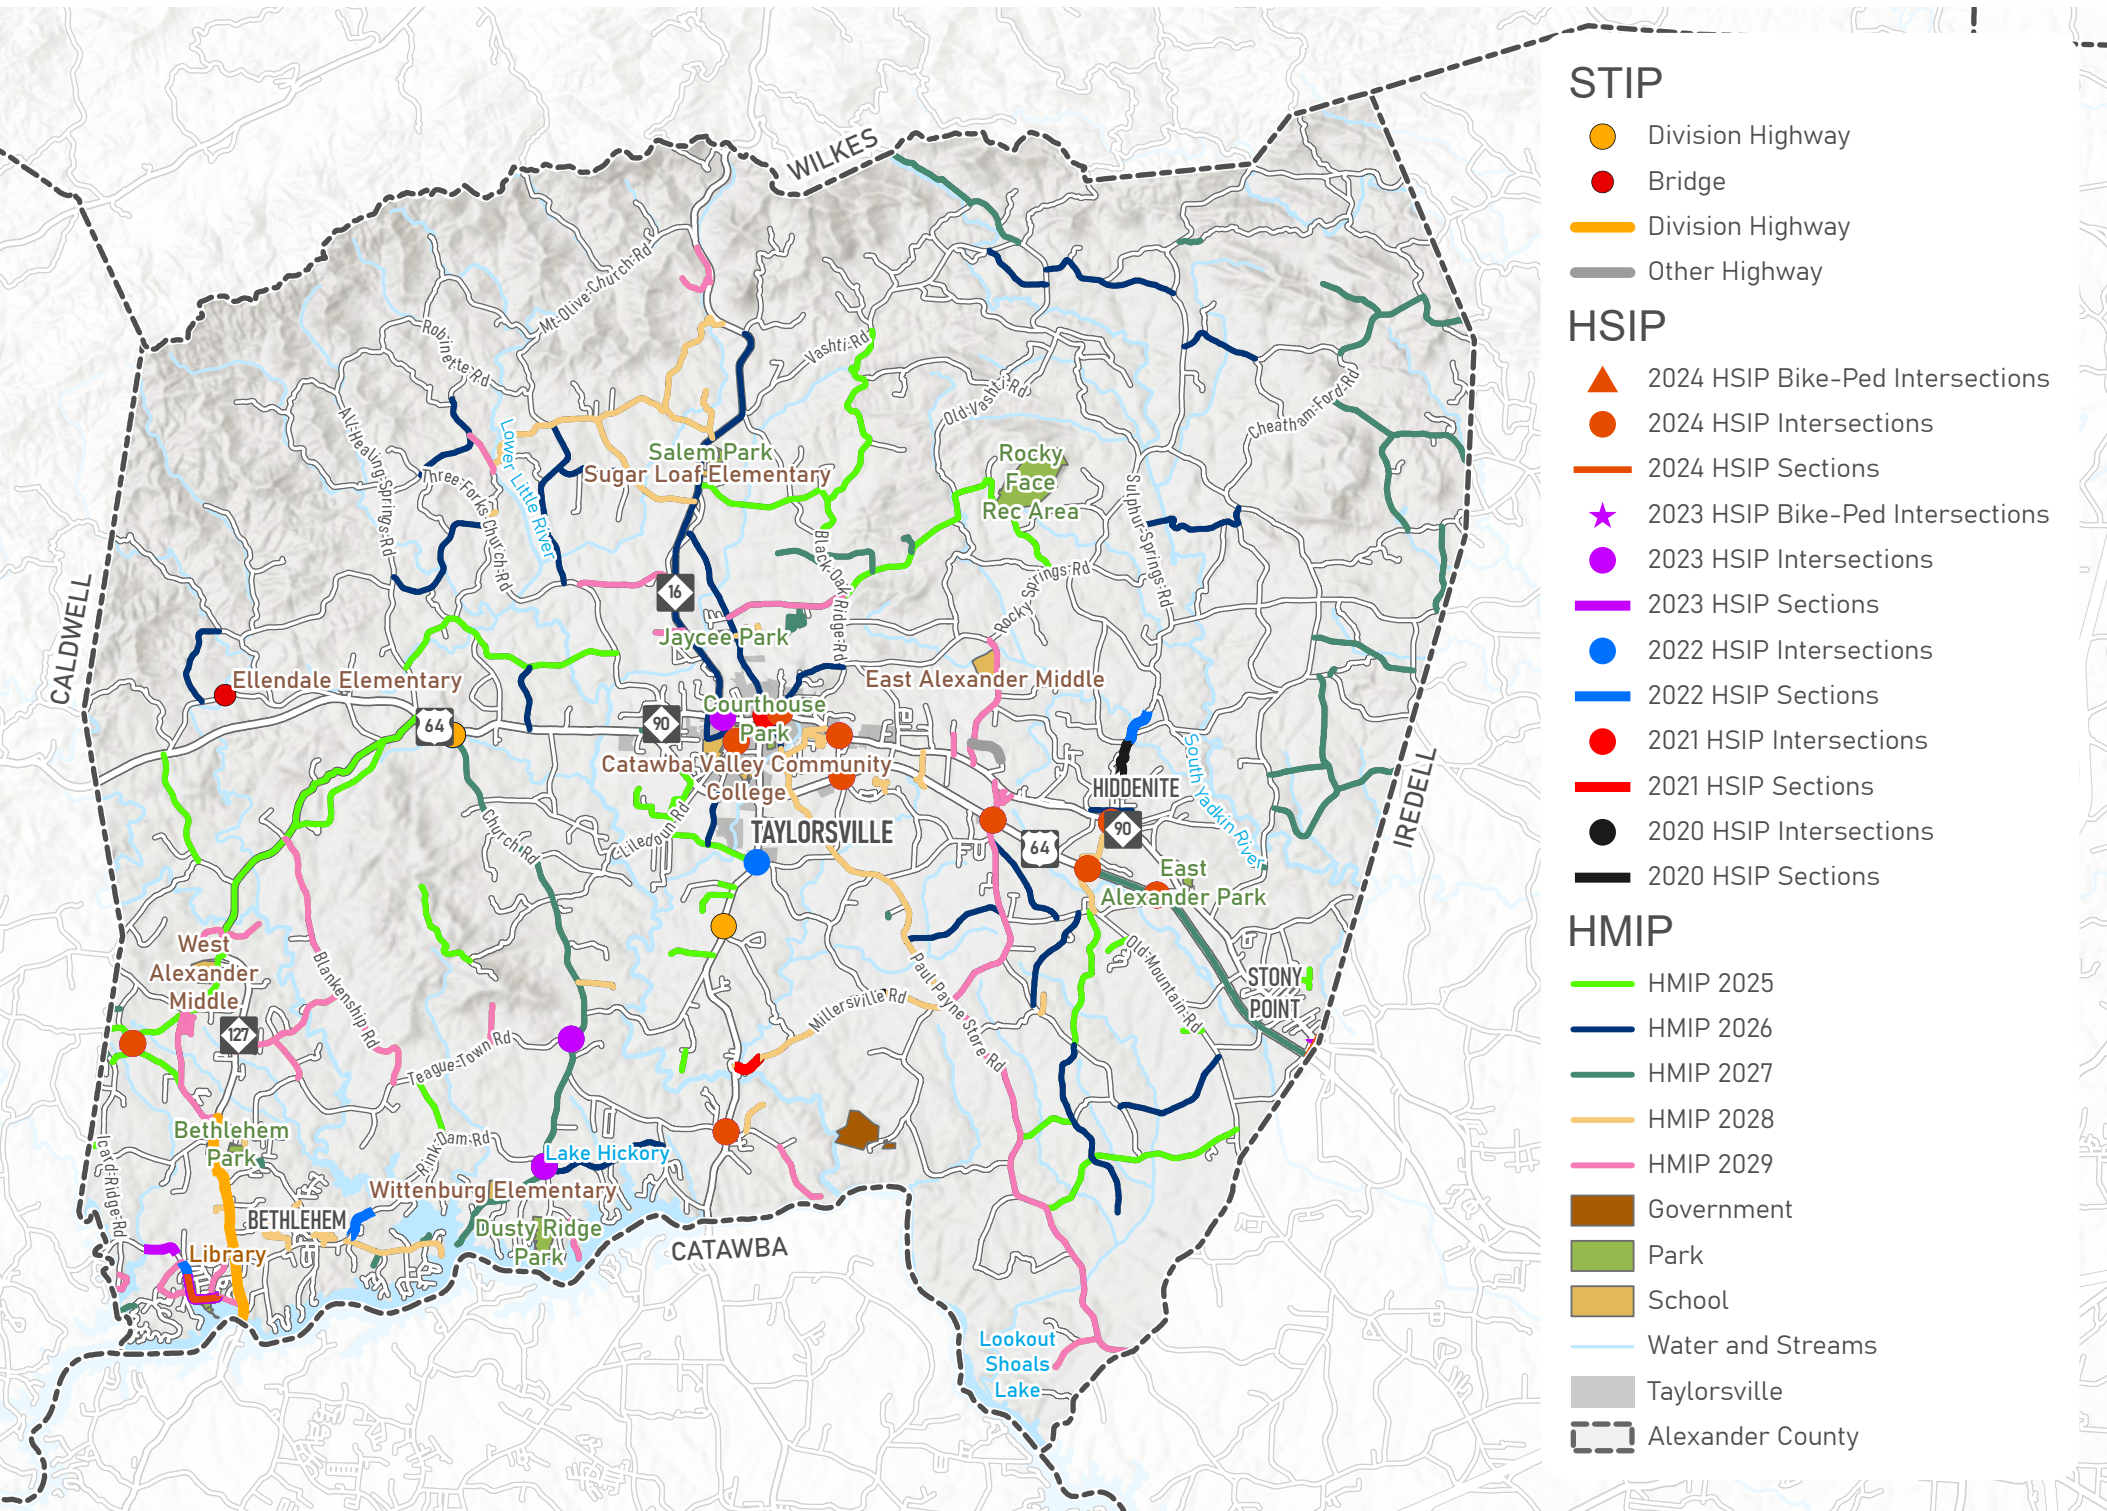 WILKES
CALDWELL
IREDELL
CATAWBA
Mt-Olive-Church-Rd
Robinette-Rd
Vashti-Rd
Old-Vashti-Rd
Cheatham-Ford-Rd
Al-Healing-Springs-Rd
Three-Forks-Church-Rd
Lower Little River
Salem Park
Sugar Loaf Elementary
Rocky
Face
Rec Area
Sulphur-Springs-Rd
Black-Oak Ridge-Rd
Rocky Springs-Rd
16
Jaycee Park
Ellendale Elementary
East Alexander Middle
64
90
Courthouse
Park
Catawba Valley Community
College
HIDDENITE
South Yadkin River
TAYLORSVILLE
Liledoun-Rd
Church-Rd
64
90
East
Alexander Park
West
Alexander
Middle
127
Blankenship-Rd
Teague-Town Rd
Millersville Rd
Paul Payne Store Rd
Old-Mountain-Rd
STONY
POINT
Bethlehem
Park
Icard-Ridge-Rd
Rink Dam-Rd
Lake Hickory
Wittenburg Elementary
BETHLEHEM
Dusty Ridge
Park
Library
Lookout
Shoals
Lake
STIP
Division Highway
Bridge
Division Highway
Other Highway
HSIP
2024 HSIP Bike-Ped Intersections
2024 HSIP Intersections
2024 HSIP Sections
2023 HSIP Bike-Ped Intersections
2023 HSIP Intersections
2023 HSIP Sections
2022 HSIP Intersections
2022 HSIP Sections
2021 HSIP Intersections
2021 HSIP Sections
2020 HSIP Intersections
2020 HSIP Sections
HMIP
HMIP 2025
HMIP 2026
HMIP 2027
HMIP 2028
HMIP 2029
Government
Park
School
Water and Streams
Taylorsville
Alexander County